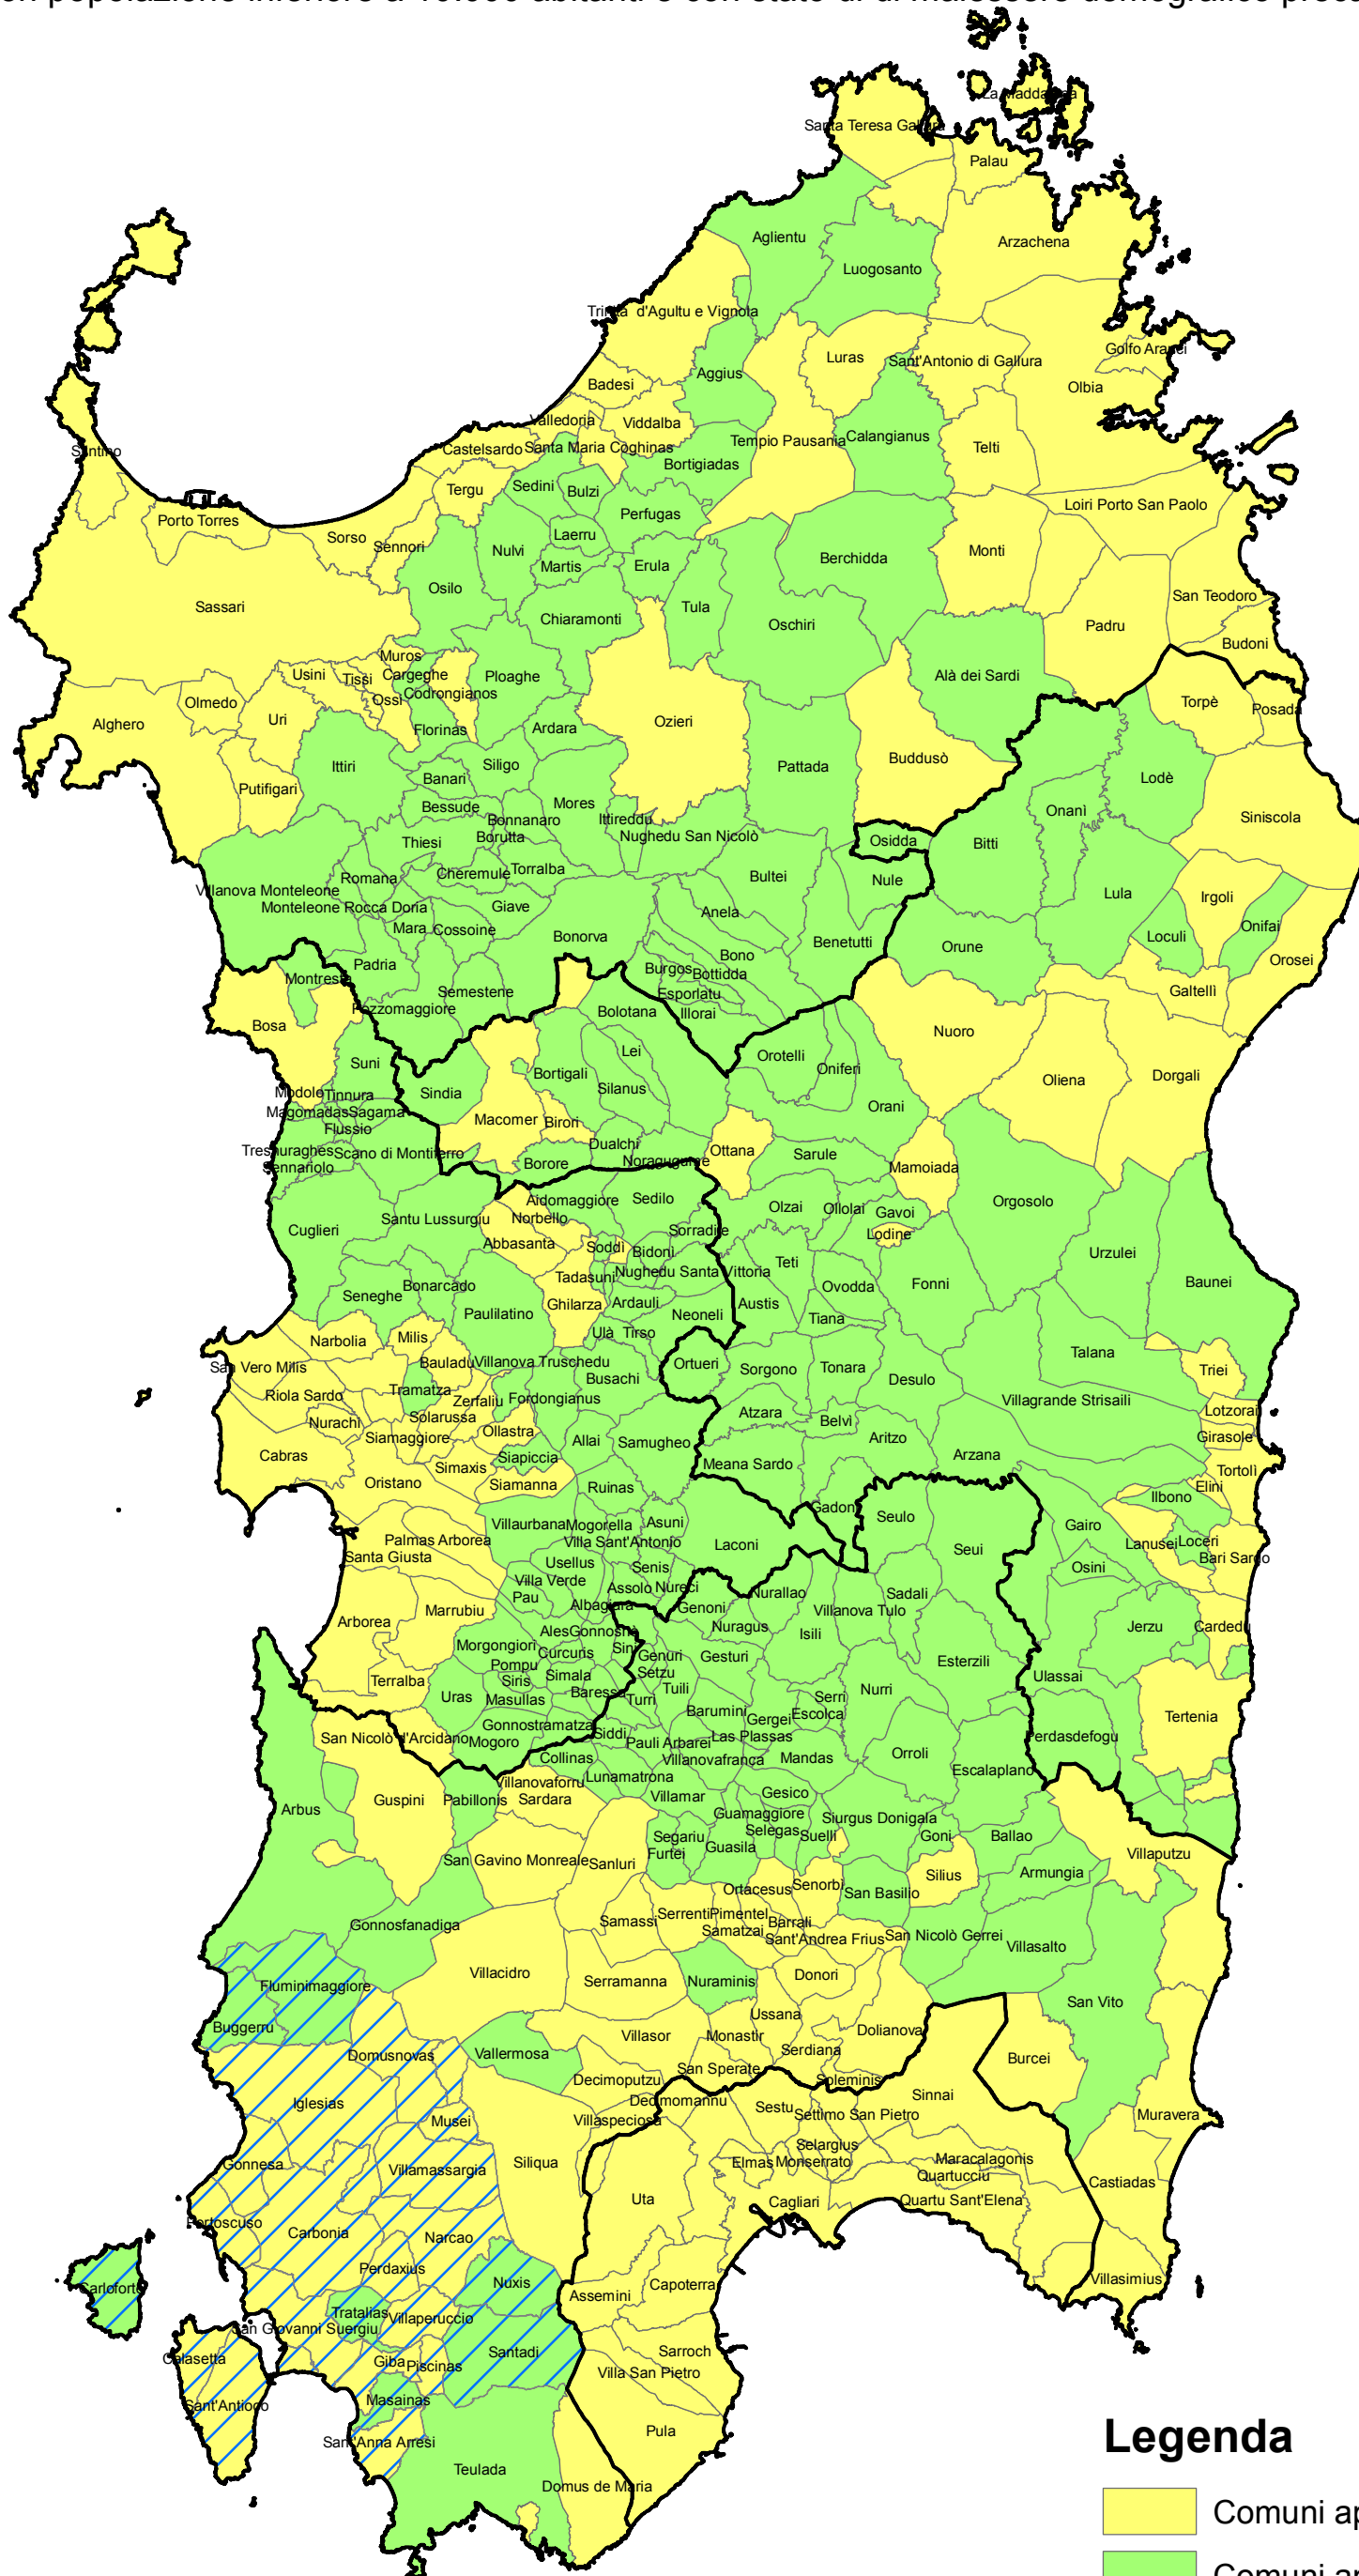 con popolazione inferiore a 10.000 abitanti e con stato di di malessere demografico
La Maddalena
Santa Teresa Gallura
Palau
Aglientu
Arzachena
Luogosanto
Trinità d'Agultu e Vignola
Golfo Aranci
Luras
Sant'Antonio di Gallura
Aggius
Badesi
Olbia
Valledoria
Viddalba
Tempio Pausania
Calangianus
Telti
Castelsardo
Santa Maria Coghinas
Stintino
Bortigiadas
Tergu
Sedini
Bulzi
Loiri Porto San Paolo
Porto Torres
Perfugas
Sorso
Sennori
Laerru
Nulvi
Monti
Martis
Erula
Berchidda
Osilo
San Teodoro
Sassari
Tula
Chiaramonti
Oschiri
Padru
Budoni
Muros
Usini
Tissi
Cargeghe
Ploaghe
Alà dei Sardi
Codrongianos
Ossi
Olmedo
Torpè
Posada
Alghero
Uri
Florinas
Ardara
Ozieri
Buddusò
Ittiri
Siligo
Pattada
Banari
Lodè
Putifigari
Bessude
Mores
Onanì
Bonnanaro
Ittireddu
Siniscola
Thiesi
Borutta
Nughedu San Nicolò
Osidda
Bitti
Cheremule
Torralba
Bultei
Romana
Nule
Villanova Monteleone
Lula
Irgoli
Monteleone Rocca Doria
Giave
Anela
Onifai
Mara
Cossoine
Bonorva
Benetutti
Orune
Loculi
Bono
Orosei
Padria
Burgos
Bottidda
Montresta
Semestene
Esporlatu
Galtellì
Pozzomaggiore
Bolotana
Illorai
Bosa
Nuoro
Lei
Orotelli
Suni
Bortigali
Oniferi
Oliena
Dorgali
Modolo
Tinnura
Sindia
Silanus
Orani
Magomadas
Sagama
Macomer
Birori
Flussio
Dualchi
Tresnuraghes
Scano di Montiferro
Ottana
Sarule
Sennariolo
Borore
Noragugume
Mamoiada
Aidomaggiore
Sedilo
Orgosolo
Cuglieri
Santu Lussurgiu
Norbello
Olzai
Ollolai
Gavoi
Abbasanta
Sorradile
Lodine
Soddì
Bidonì
Urzulei
Tadasuni
Nughedu Santa Vittoria
Teti
Baunei
Bonarcado
Ovodda
Fonni
Seneghe
Ghilarza
Ardauli
Austis
Paulilatino
Neoneli
Tiana
Narbolia
Milis
Ulà Tirso
Talana
San Vero Milis
Bauladu
Villanova Truschedu
Ortueri
Sorgono
Tonara
Triei
Busachi
Desulo
Riola Sardo
Tramatza
Zerfaliu
Fordongianus
Villagrande Strisaili
Nurachi
Solarussa
Atzara
Belvì
Lotzorai
Siamaggiore
Ollastra
Allai
Samugheo
Aritzo
Girasole
Cabras
Siapiccia
Meana Sardo
Arzana
Oristano
Simaxis
Siamanna
Ruinas
Tortolì
Elini
Ilbono
Gadoni
Seulo
Villaurbana
Mogorella
Asuni
Gairo
Palmas Arborea
Villa Sant'Antonio
Laconi
Seui
Lanusei
Loceri
Santa Giusta
Usellus
Senis
Osini
Bari Sardo
Villa Verde
Assolo
Nureci
Nurallao
Sadali
Pau
Albagiara
Genoni
Villanova Tulo
Arborea
Marrubiu
Ales
Gonnosnò
Nuragus
Isili
Jerzu
Cardedu
Morgongiori
Curcuris
Sini
Genuri
Gesturi
Esterzili
Pompu
Simala
Setzu
Ulassai
Terralba
Siris
Baressa
Tuili
Nurri
Uras
Masullas
Turri
Serri
Barumini
Gergei
Escolca
Tertenia
San Nicolò d'Arcidano
Gonnostramatza
Siddi
Pauli Arbarei
Las Plassas
Perdasdefogu
Mogoro
Collinas
Villanovafranca
Mandas
Orroli
Escalaplano
Villanovaforru
Lunamatrona
Arbus
Guspini
Pabillonis
Sardara
Villamar
Gesico
Guamaggiore
Siurgus Donigala
Segariu
Selegas
Suelli
Goni
Ballao
Furtei
Guasila
Villaputzu
San Gavino Monreale
Sanluri
Silius
Armungia
Ortacesus
Senorbì
San Basilio
Gonnosfanadiga
Samassi
Serrenti
Pimentel
Barrali
Samatzai
Sant'Andrea Frius
San Nicolò Gerrei
Villasalto
Villacidro
Serramanna
Nuraminis
Donori
Fluminimaggiore
San Vito
Buggerru
Ussana
Villasor
Monastir
Dolianova
Domusnovas
Vallermosa
Serdiana
Burcei
San Sperate
Decimoputzu
Soleminis
Iglesias
Decimomannu
Sestu
Sinnai
Musei
Villaspeciosa
Settimo San Pietro
Muravera
Gonnesa
Villamassargia
Siliqua
Selargius
Elmas
Monserrato
Maracalagonis
Quartucciu
Castiadas
Portoscuso
Carbonia
Narcao
Uta
Cagliari
Quartu Sant'Elena
Perdaxius
Nuxis
Assemini
Capoterra
Villasimius
Carloforte
Tratalias
Villaperuccio
San Giovanni Suergiu
Santadi
Sarroch
Calasetta
Giba
Piscinas
Villa San Pietro
Sant'Antioco
Masainas
Pula
Sant'Anna Arresi
Teulada
Domus de Maria
Legenda
Comuni
Comuni